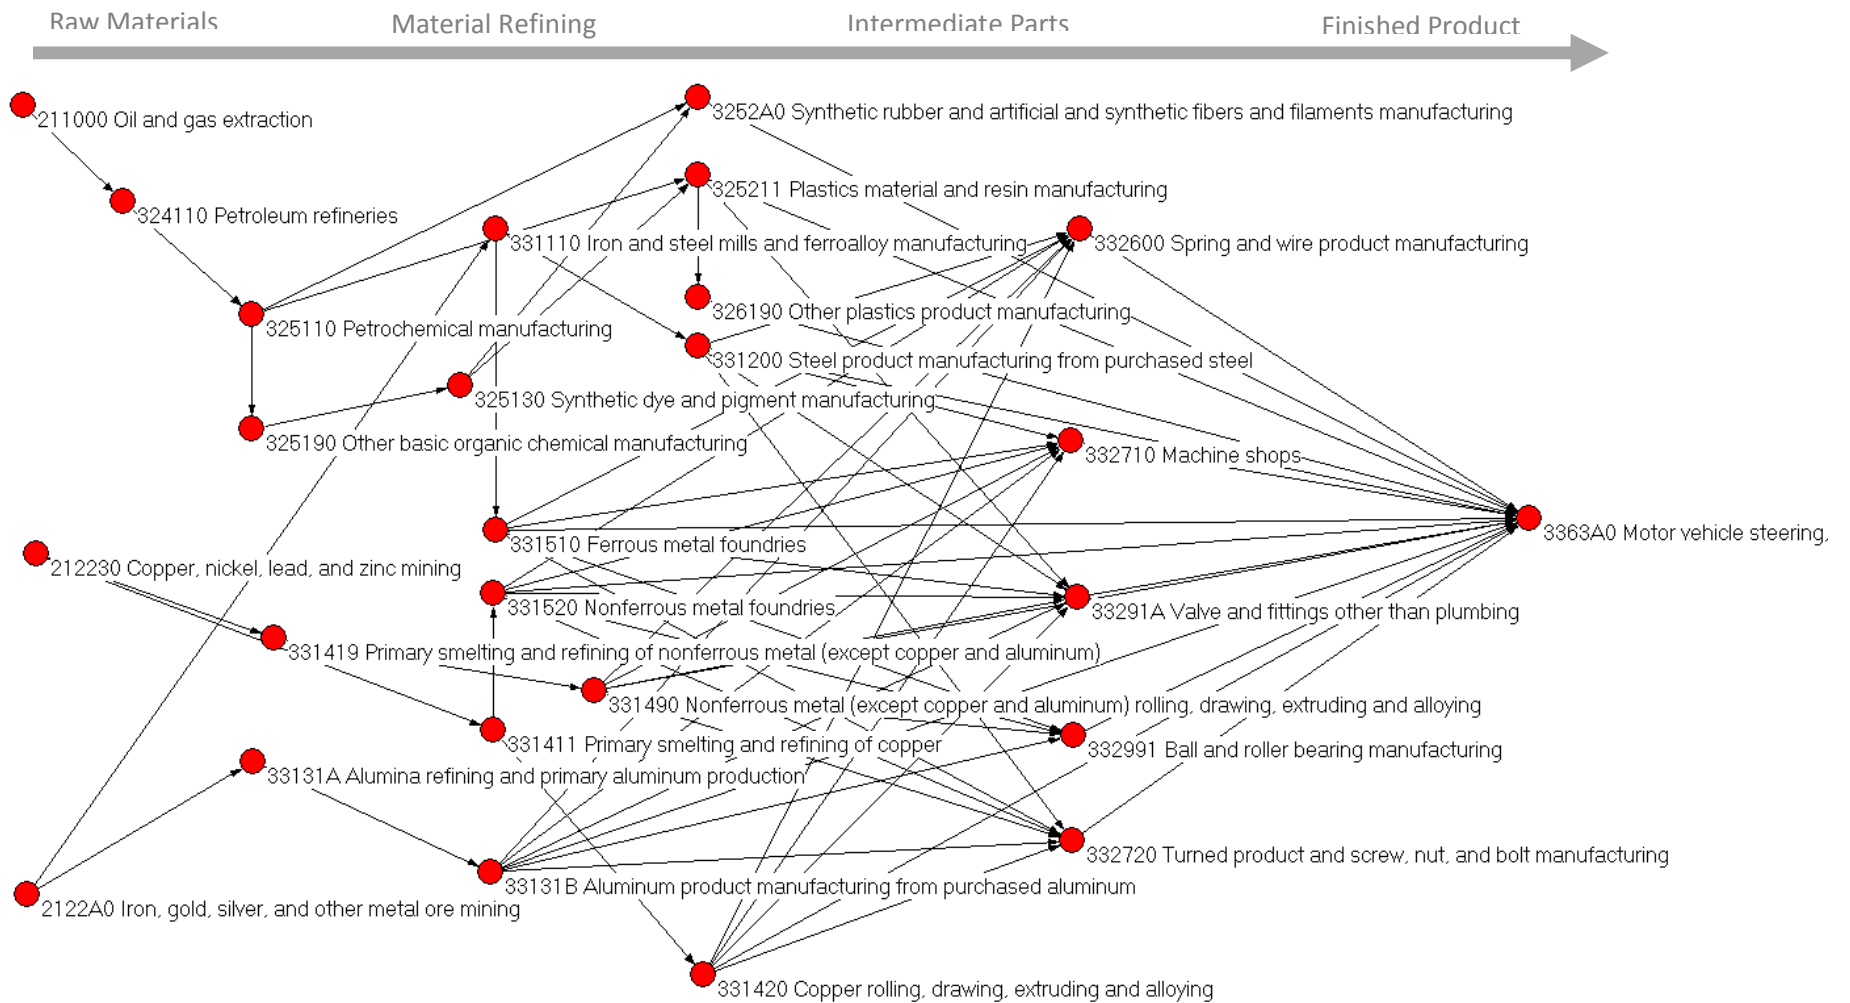 Raw Materials
Material Refining
Intermediate Parts
Finished Product
3252A0 Synthetic rubber and artificial and synthetic fibers and filaments manufacturing
211000 Oil and gas extraction
325211 Plastics material and resin manufacturing
324110 Petroleum refineries
331110 Iron and steel mills and ferroalloy manufacturing
332600 Spring and wire product manufacturing
326190 Other plastics product manufacturing
325110 Petrochemical manufacturing
331200 Steel product manufacturing from purchased steel
325130 Synthetic dye and pigment manufacturing
325190 Other basic organic chemical manufacturing
332710 Machine shops
3363A0 Motor vehicle steering,
331510 Ferrous metal foundries
212230 Copper, nickel, lead, and zinc mining
331520 Nonferrous metal foundries
33291A Valve and fittings other than plumbing
331419 Primary smelting and refining of nonferrous metal (except copper and aluminum)
331490 Nonferrous metal (except copper and aluminum) rolling, drawing, extruding and alloying
331411 Primary smelting and refining of copper
332991 Ball and roller bearing manufacturing
33131A Alumina refining and primary aluminum production
332720 Turned product and screw, nut, and bolt manufacturing
33131B Aluminum product manufacturing from purchased aluminum
2122A0 Iron, gold, silver, and other metal ore mining
331420 Copper rolling, drawing, extruding and alloying